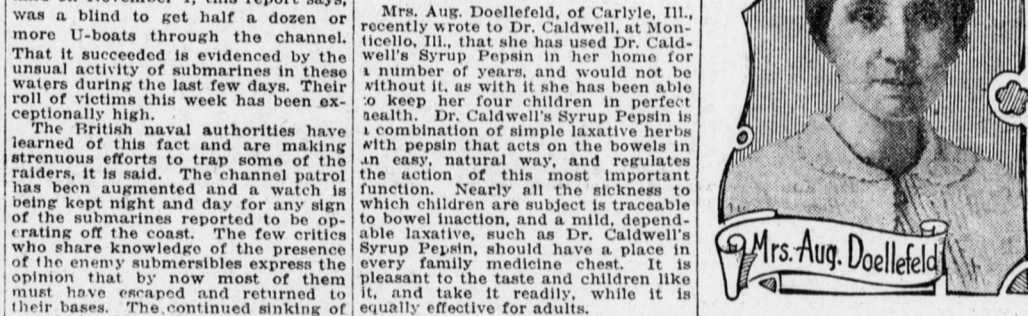 was a blind to get half a dozen or
more U-boats through the channel.
That it succeeded is evidenced by the
unsual activity of submarines in these
waters during the last few days. Their
roll of victims this week has been ex-
ceptionally high.
The British naval authorities have
learned of this fact and are making
strenuous efforts to trap some of the
raiders, it is said. The channel patrol
has been augmented and a watch is
being kept night and day for any sign
of the submarines reported to be op-
erating off the coast. The few critics
who share knowledge of the presence
of the enemy submersibles express the
opinion that by now most of them
must have escaped and returned to
their bases. The continued sinking of
Mrs. Aug. Doellefeld, of Carlyle, Ill.,
recently wrote to Dr. Caldwell, at Mon-
ticello, Ill., that she has used Dr. Cald-
well's Syrup Pepsin in her home for
a number of years, and would not be
without it, as with it she has been able
to keep her four children in perfect
health. Dr. Caldwell's Syrup Pepsin is
a combination of simple laxative herbs
with pepsin that acts on the bowels in
an easy, natural way, and regulates
the action of this most important
function. Nearly all the sickness to
which children are subject is traceable
to bowel inaction, and a mild, depend-
able laxative, such as Dr. Caldwell's
Syrup Pepsin, should have a place in
every family medicine chest. It is
pleasant to the taste and children like
it, and take it readily, while it is
equally effective for adults.
Mrs. Aug. Doellefeld